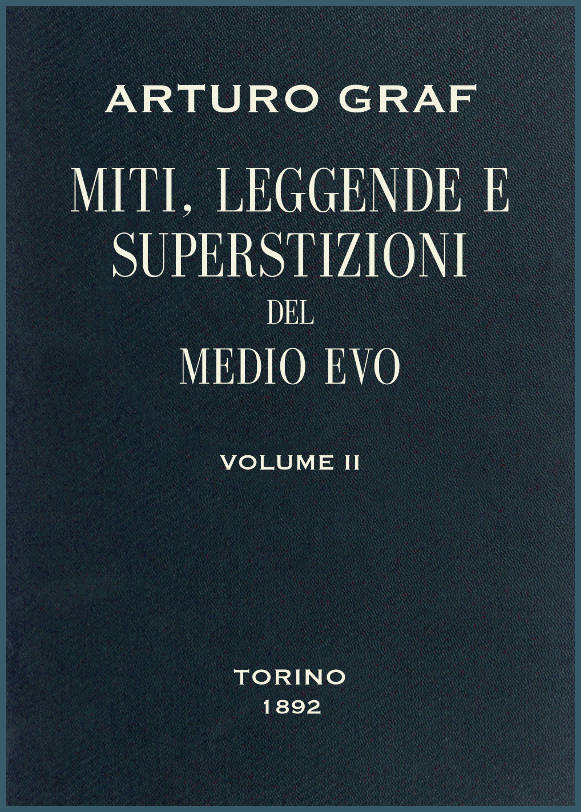 ARTURO GRAF
MITI, LEGGENDE E
SUPERSTIZIONI
DEL
MEDIO EVO
VOLUME II
TORINO
1892